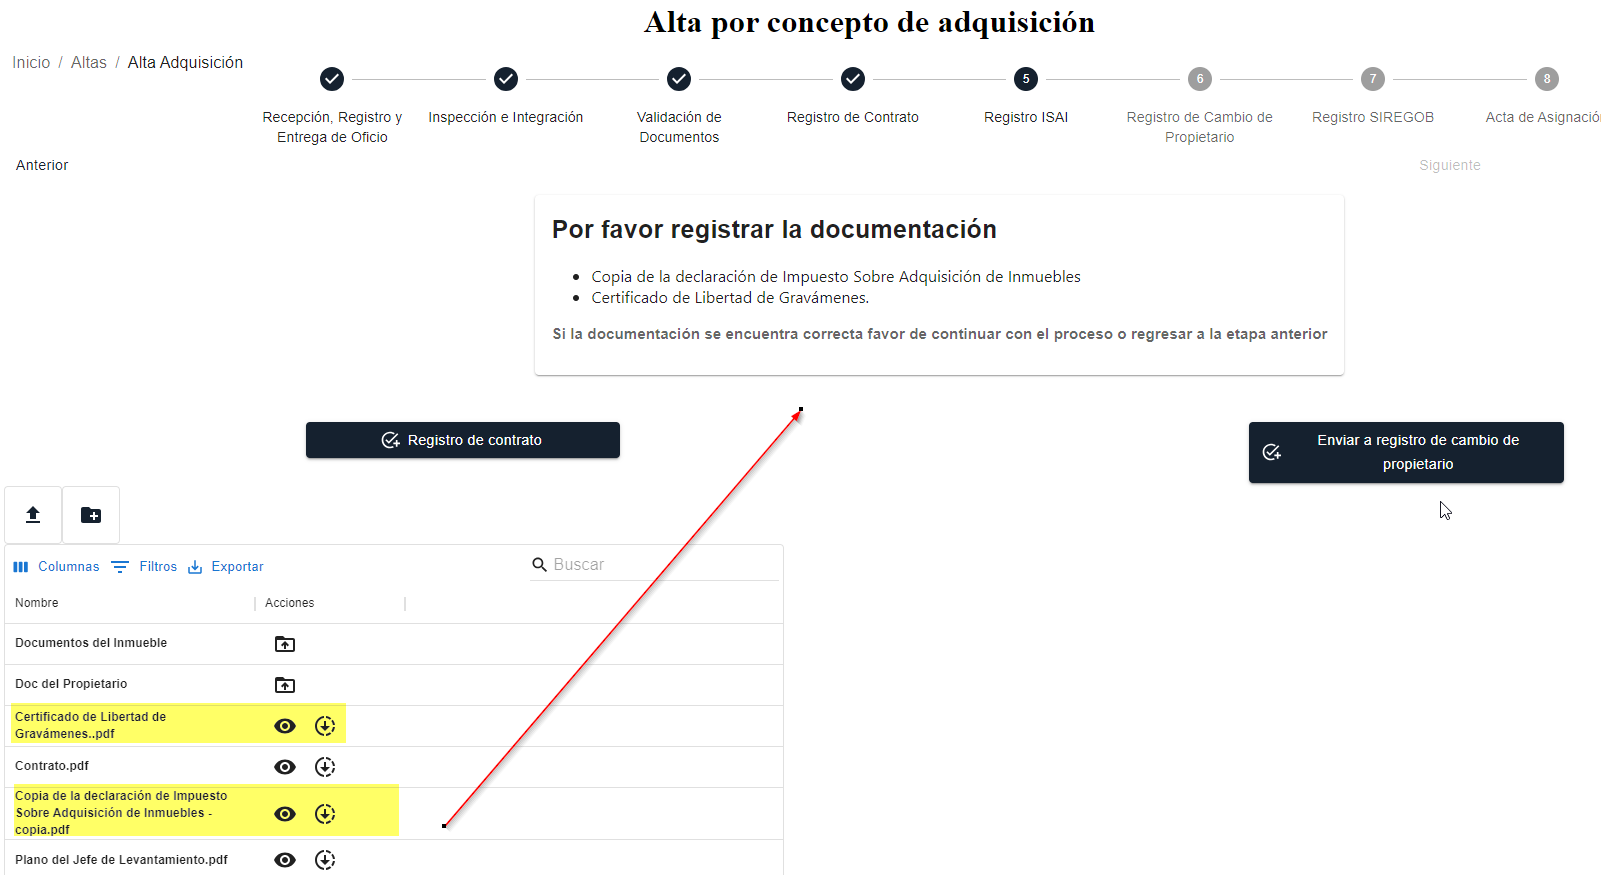 Alta por concepto de adquisición
Inicio / Altas / Alta Adquisición
5
6
7
8
Recepción, Registro y
Entrega de Oficio
Inspección e Integración
Validación de
Documentos
Registro de Contrato
Registro ISAI
Registro de Cambio de
Propietario
Registro SIREGOB
Acta de Asignació
Anterior
Siguiente
Por favor registrar la documentación
Copia de la declaración de Impuesto Sobre Adquisición de Inmuebles
Certificado de Libertad de Gravámenes.
Si la documentación se encuentra correcta favor de continuar con el proceso o regresar a la etapa anterior
Registro de contrato
Enviar a registro de cambio de
propietario
Columnas Filtros Exportar
Buscar
Nombre Acciones
Documentos del Inmueble
Doc del Propietario
Certificado de Libertad de
Gravámenes..pdf
Contrato.pdf
Copia de la declaración de Impuesto
Sobre Adquisición de Inmuebles -
copia.pdf
Plano del Jefe de Levantamiento.pdf